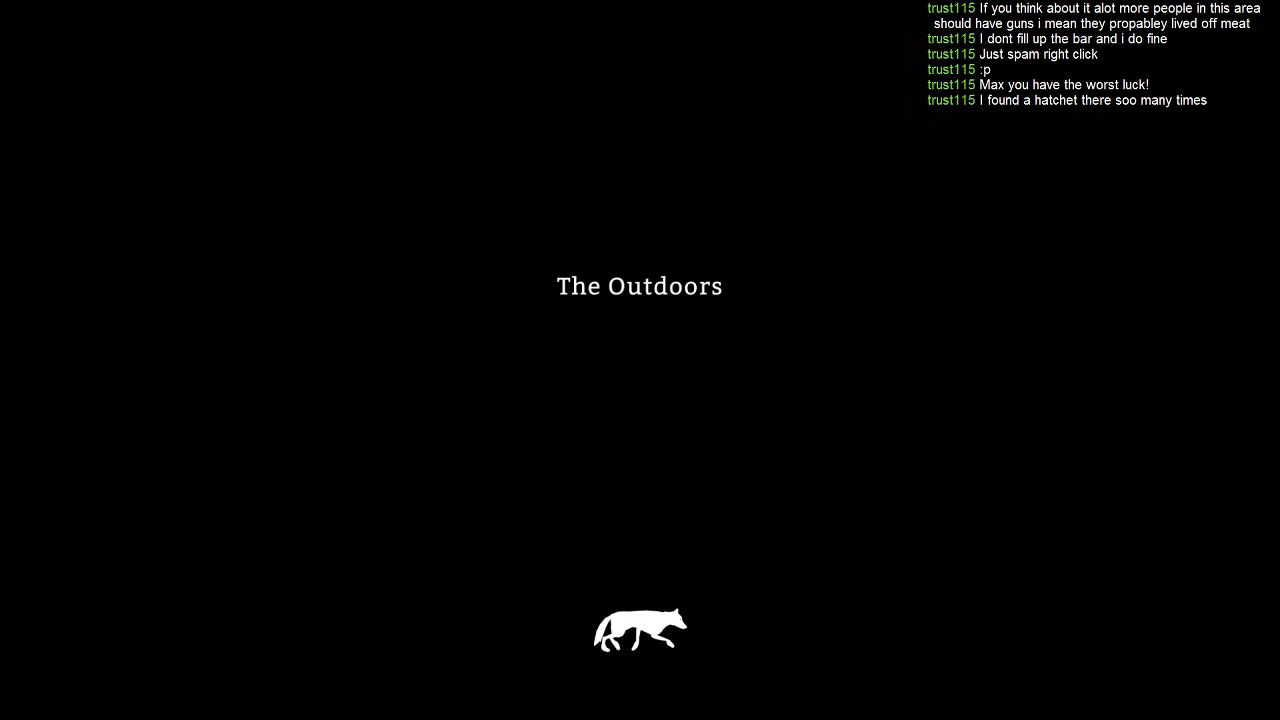 trust115 If you think about it alot more people in this area
should have guns i mean they propabley lived off meat
trust115 I dont fill up the bar and i do fine
trust115 Just spam right click
trust115 :p
trust115 Max you have the worst luck!
trust115 I found a hatchet there soo many times
The Outdoors